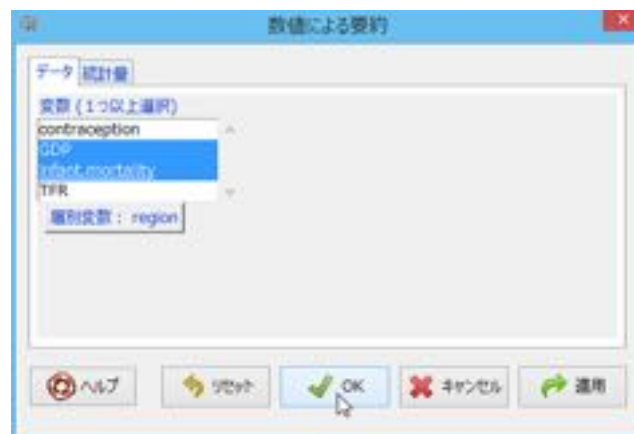 数値による要約
データ 統計量
変数 (1つ以上選択)
contraception
GDP
infant.mortality
TFR
層別変数: region
ヘルプ リセット OK キャンセル 適用